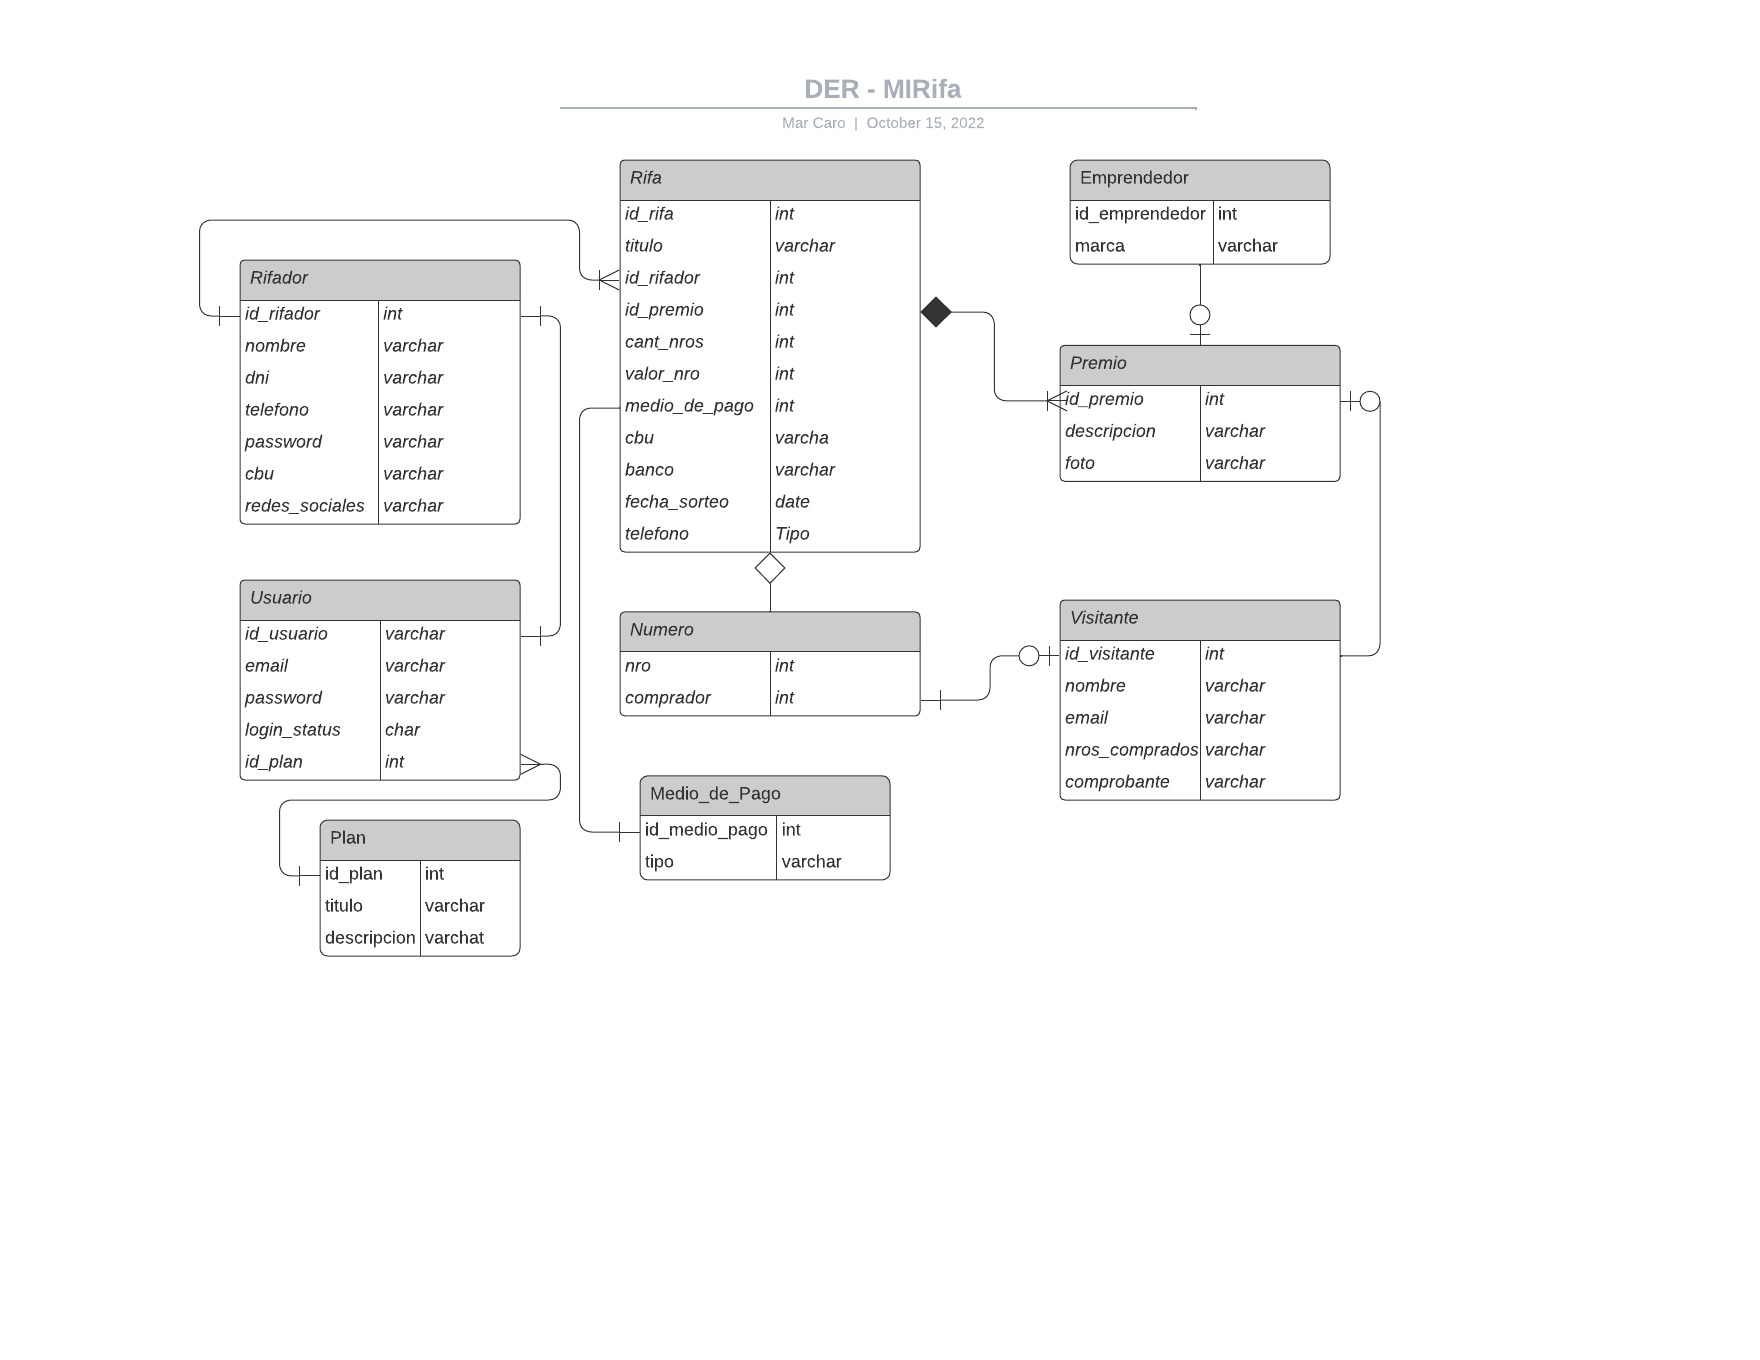 DER - MIRifa
Mar Caro | October 15, 2022
Rifa
id_rifa int
titulo varchar
id_rifador int
id_premio int
cant_nros int
valor_nro int
medio_de_pago int
cbu varcha
banco varchar
fecha_sorteo date
telefono Tipo
Emprendedor
id_emprendedor int
marca varchar
Rifador
id_rifador int
nombre varchar
dni varchar
telefono varchar
password varchar
cbu varchar
redes_sociales varchar
Premio
id_premio int
descripcion varchar
foto varchar
Usuario
id_usuario varchar
email varchar
password varchar
login_status char
id_plan int
Numero
nro int
comprador int
Visitante
id_visitante int
nombre varchar
email varchar
nros_comprados varchar
comprobante varchar
Medio_de_Pago
id_medio_pago int
tipo varchar
Plan
id_plan int
titulo varchar
descripcion varchat